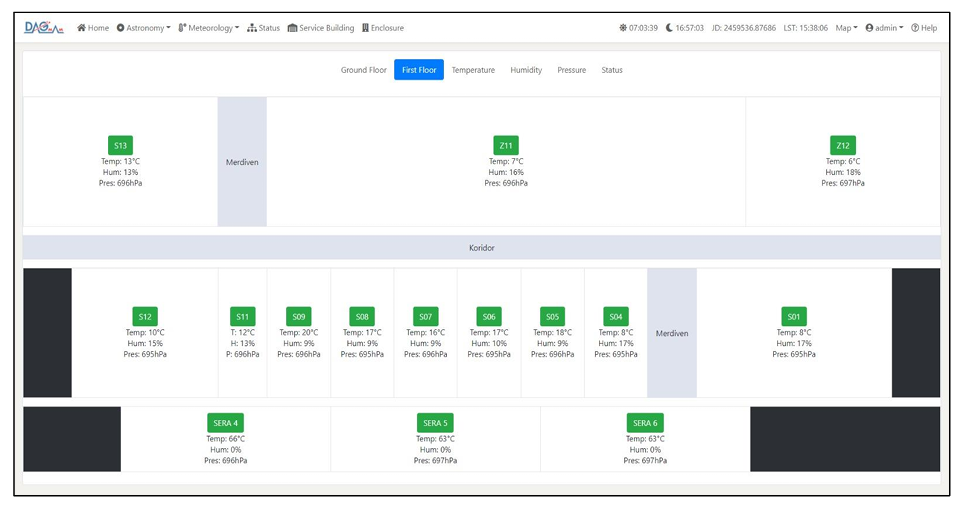 DAG
Home Astronomy Meteorology Status Service Building Enclosure 07:03:39 16:57:03 JD: 2459536.87686 LST: 15:38:06 Map admin Help
Ground Floor First Floor Temperature Humidity Pressure Status
S13
Temp: 13°C
Hum: 13%
Pres: 696hPa
Merdiven
Z11
Temp: 7°C
Hum: 16%
Pres: 696hPa
Z12
Temp: 6°C
Hum: 18%
Pres: 697hPa
Koridor
S12
Temp: 10°C
Hum: 15%
Pres: 695hPa
S11
T: 12°C
H: 13%
P: 696hPa
S09
Temp: 20°C
Hum: 9%
Pres: 696hPa
S08
Temp: 17°C
Hum: 9%
Pres: 695hPa
S07
Temp: 16°C
Hum: 9%
Pres: 696hPa
S06
Temp: 17°C
Hum: 10%
Pres: 695hPa
S05
Temp: 18°C
Hum: 9%
Pres: 696hPa
S04
Temp: 8°C
Hum: 17%
Pres: 695hPa
Merdiven
S01
Temp: 8°C
Hum: 17%
Pres: 695hPa
SERA 4
Temp: 66°C
Hum: 0%
Pres: 696hPa
SERA 5
Temp: 63°C
Hum: 0%
Pres: 697hPa
SERA 6
Temp: 63°C
Hum: 0%
Pres: 697hPa